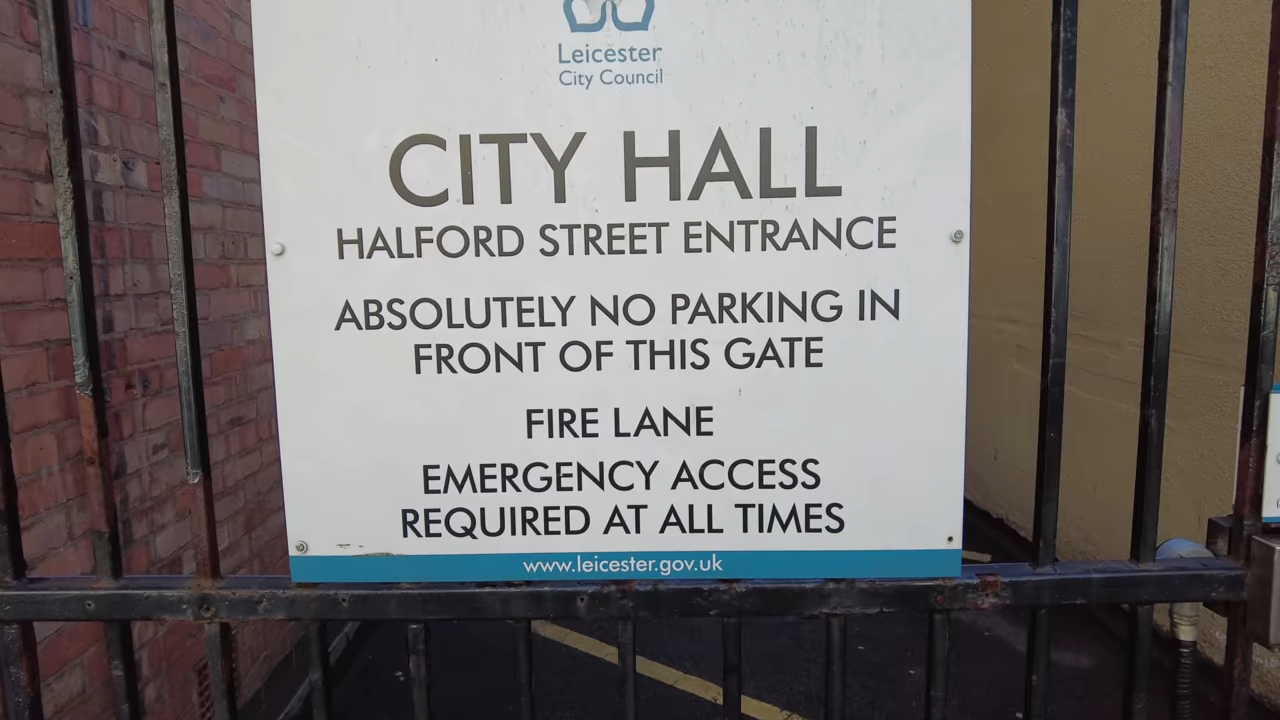 Leicester
City Council
CITY HALL
HALFORD STREET ENTRANCE
ABSOLUTELY NO PARKING IN
FRONT OF THIS GATE
FIRE LANE
EMERGENCY ACCESS
REQUIRED AT ALL TIMES
www.leicester.gov.uk